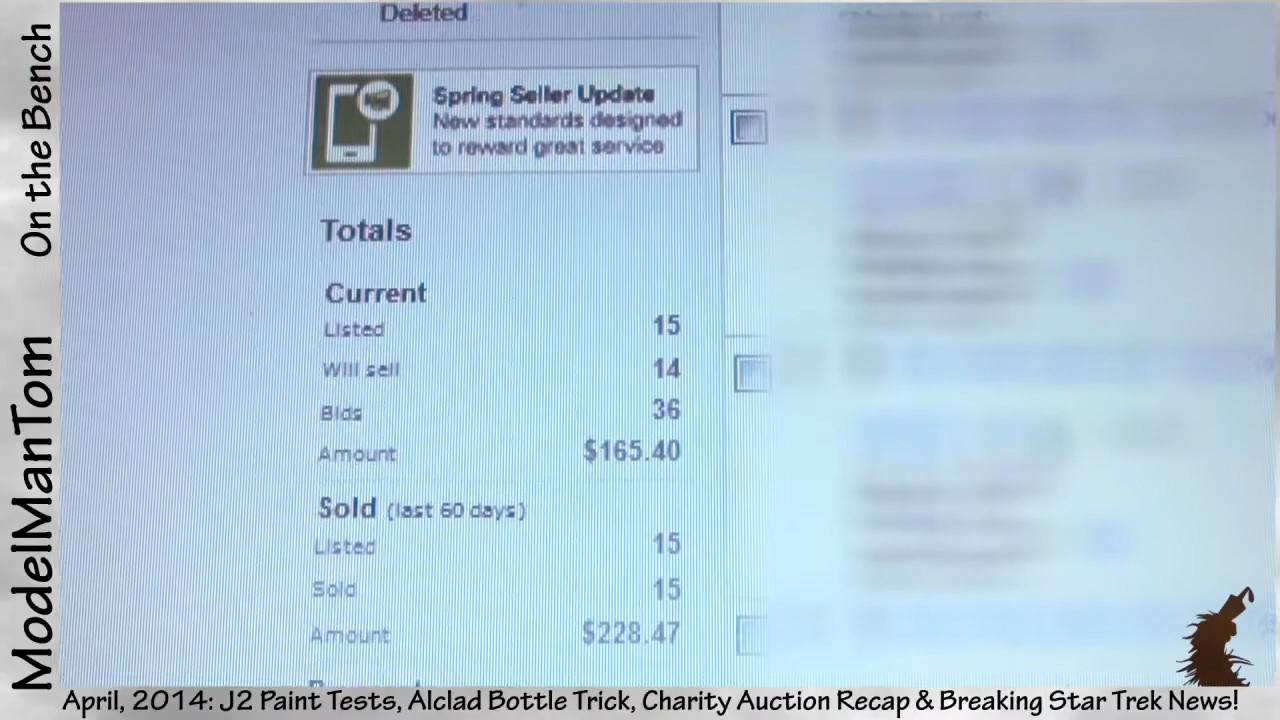 On the Bench
ModelManTom
Deleted
Spring Seller Update
New standards designed
to reward great service
Totals
Current
Listed 15
Will sell 14
Bids 36
Amount $165.40
Sold (last 60 days)
Listed 15
Sold 15
Amount $228.47
April, 2014: J2 Paint Tests, Alclad Bottle Trick, Charity Auction Recap & Breaking Star Trek News!